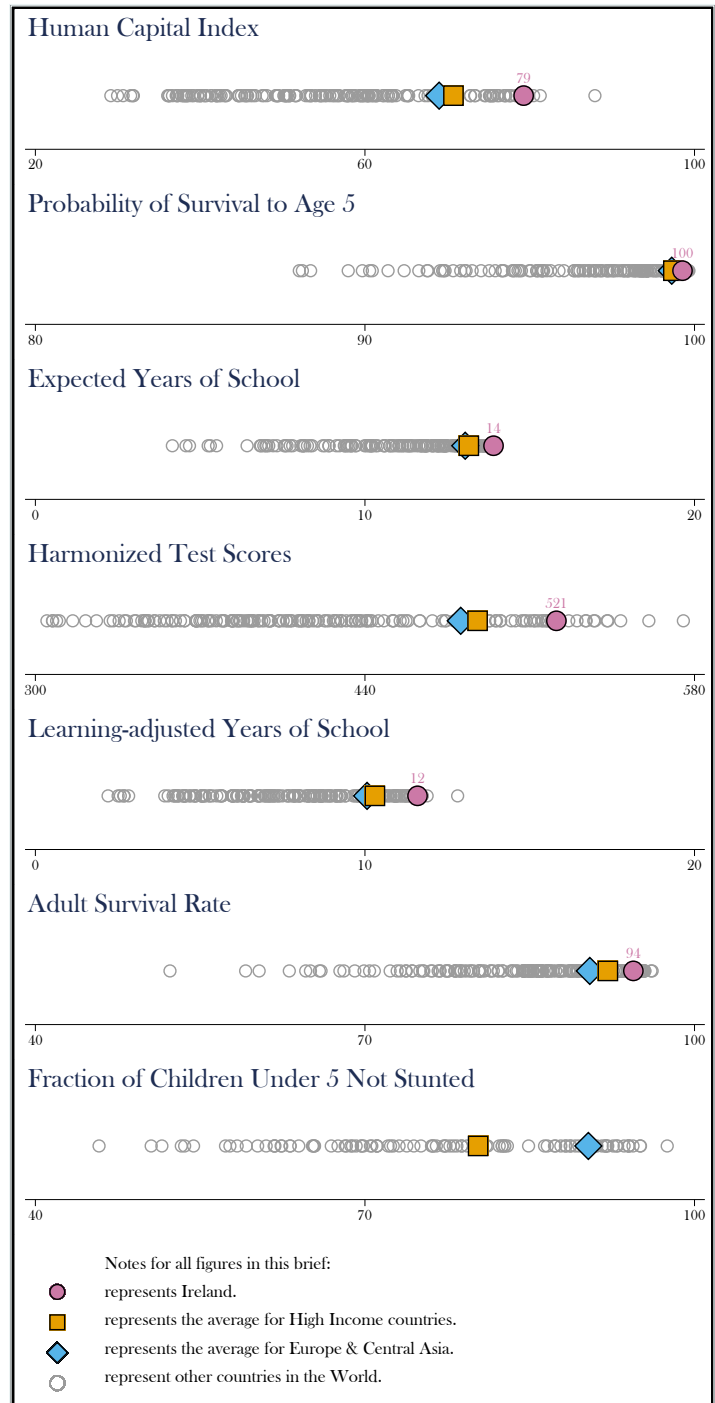 Human Capital Index
79
20 60 100
Probability of Survival to Age 5
100
80 90 100
Expected Years of School
14
0 10 20
Harmonized Test Scores
521
300 440 580
Learning-adjusted Years of School
12
0 10 20
Adult Survival Rate
94
40 70 100
Fraction of Children Under 5 Not Stunted
40 70 100
Notes for all figures in this brief:
represents Ireland.
represents the average for High Income countries.
represents the average for Europe & Central Asia.
represent other countries in the World.